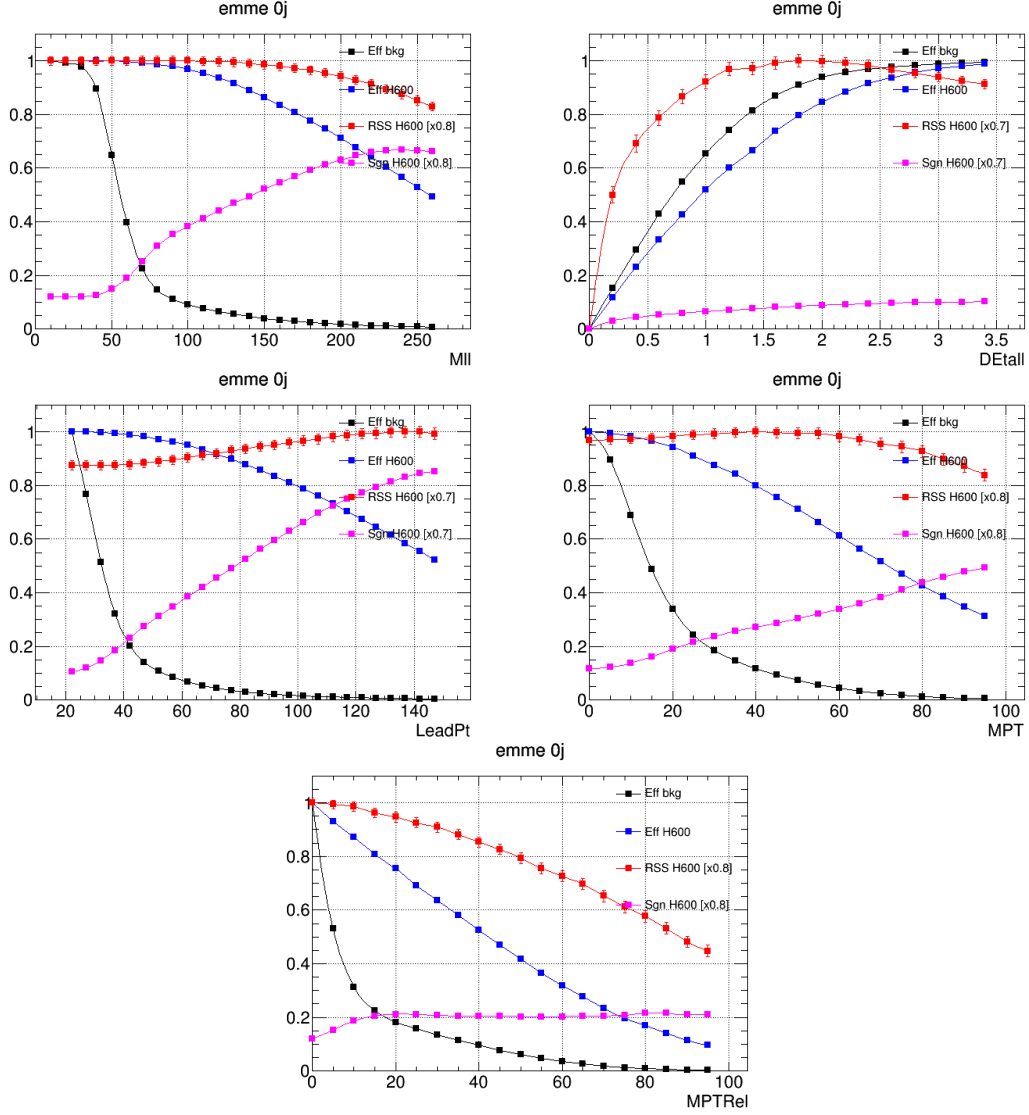 emme 0j
emme 0j
1
0.8
0.6
0.4
0.2
0
0 50 100 150 200 250
Mll
Eff bkg
Eff H600
RSS H600 [x0.8]
Sgn H600 [x0.8]
1
0.8
0.6
0.4
0.2
0
0.5 1 1.5 2 2.5 3 3.5
DEtall
Eff bkg
Eff H600
RSS H600 [x0.7]
Sgn H600 [x0.7]
emme 0j
emme 0j
1
0.8
0.6
0.4
0.2
0
20 40 60 80 100 120 140
LeadPt
Eff bkg
Eff H600
RSS H600 [x0.7]
Sgn H600 [x0.7]
1
0.8
0.6
0.4
0.2
0
0 20 40 60 80 100
MPT
Eff bkg
Eff H600
RSS H600 [x0.8]
Sgn H600 [x0.8]
emme 0j
1
0.8
0.6
0.4
0.2
0
0 20 40 60 80 100
MPTRel
Eff bkg
Eff H600
RSS H600 [x0.8]
Sgn H600 [x0.8]